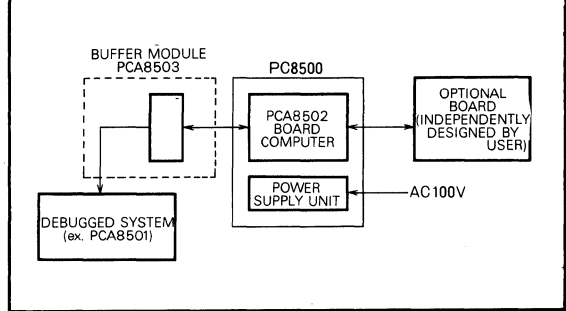 BUFFER MODULE
PCA8503
PC8500
PCA8502
BOARD
COMPUTER
OPTIONAL
BOARD
(INDEPENDENTLY
DESIGNED BY
USER)
POWER
SUPPLY UNIT
AC100V
DEBUGGED SYSTEM
(ex. PCA8501)